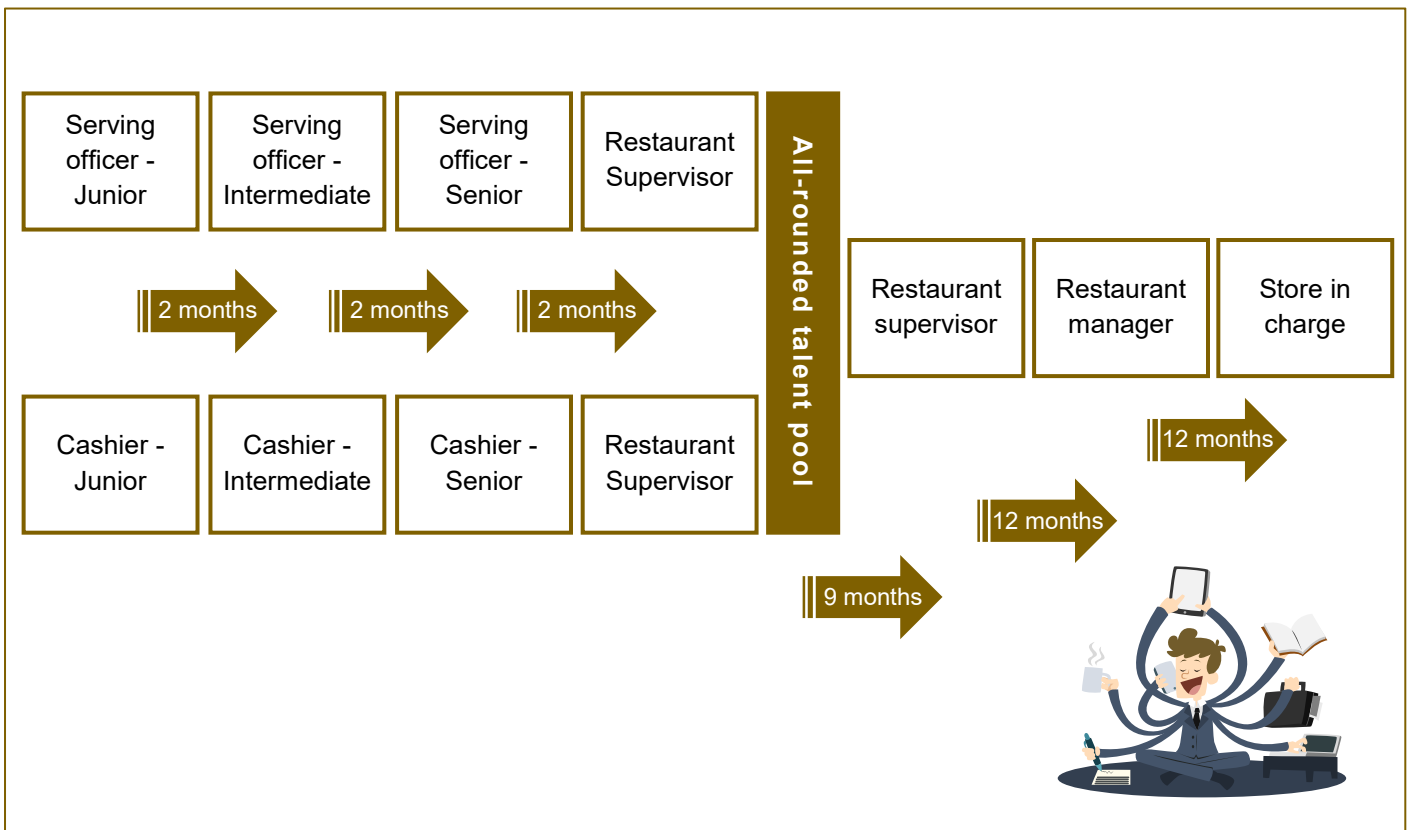 Serving
officer -
Junior
Serving
officer -
Intermediate
Serving
officer -
Senior
Restaurant
Supervisor
2 months
2 months
2 months
Cashier -
Junior
Cashier -
Intermediate
Cashier -
Senior
Restaurant
Supervisor
All-rounded talent pool
Restaurant
supervisor
Restaurant
manager
Store in
charge
9 months
12 months
12 months